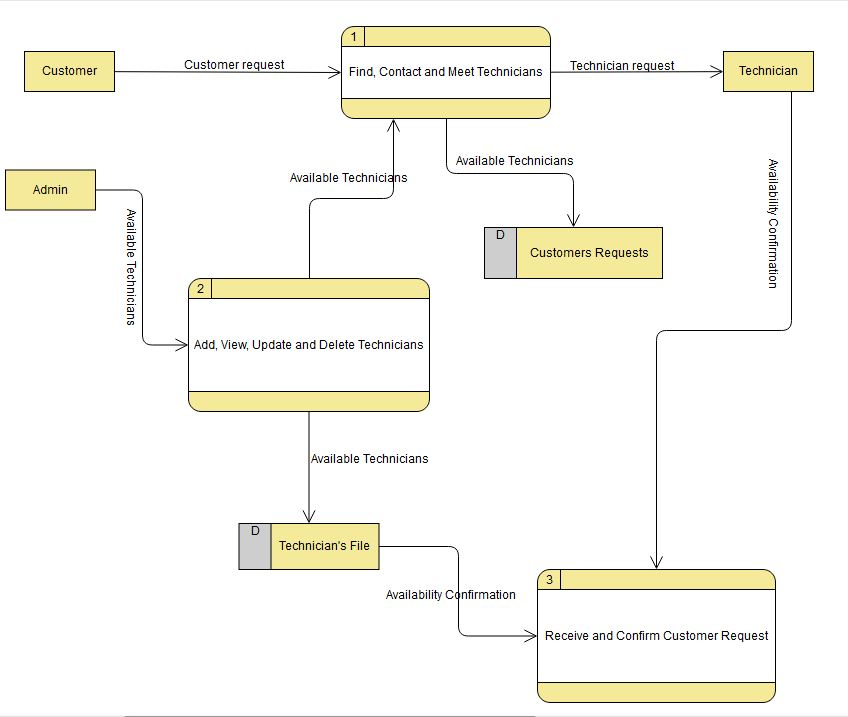 1
Customer
Customer request
Find, Contact and Meet Technicians
Technician request
Technician
Available Technicians
Available Technicians
Availability Confirmation
Admin
Available Technicians
D
Customers Requests
2
Add, View, Update and Delete Technicians
Available Technicians
D
Technician's File
Availability Confirmation
3
Receive and Confirm Customer Request